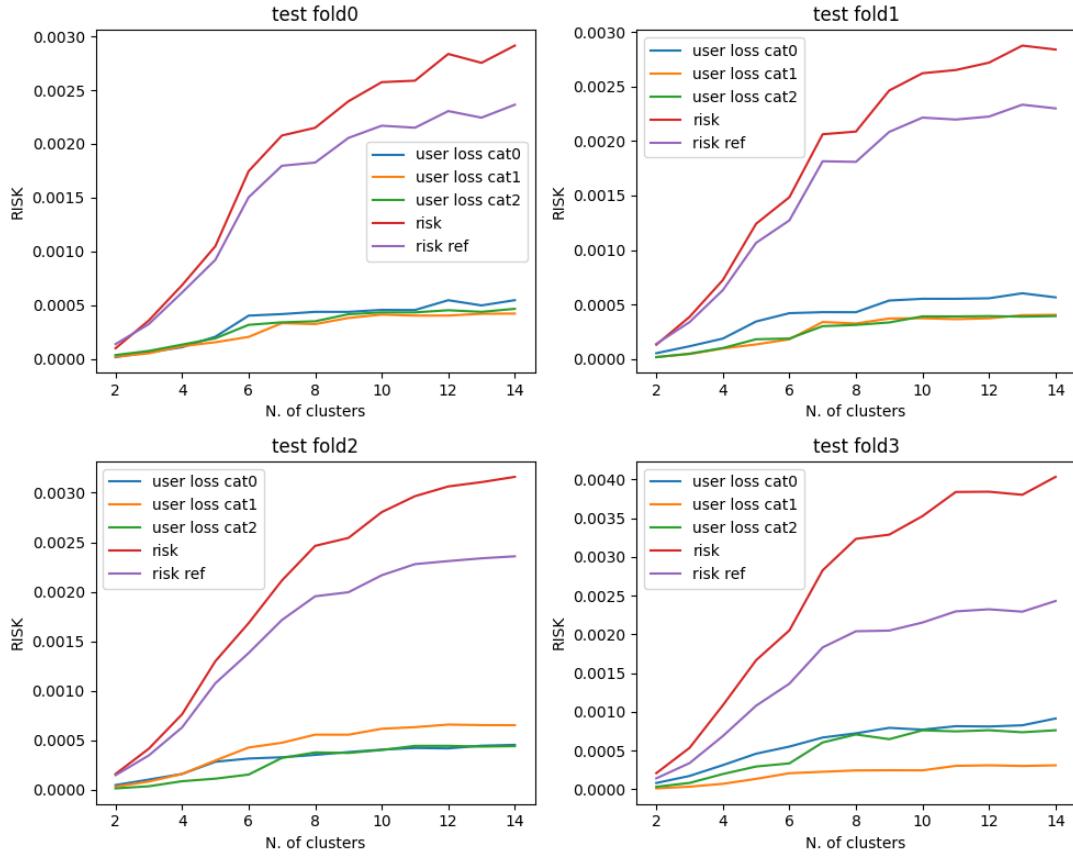 test fold0
RISK
0.0030
0.0025
0.0020
0.0015
0.0010
0.0005
0.0000
user loss cat0
user loss cat1
user loss cat2
risk
risk ref
2 4 6 8 10 12 14
N. of clusters
test fold1
RISK
0.0030
0.0025
0.0020
0.0015
0.0010
0.0005
0.0000
user loss cat0
user loss cat1
user loss cat2
risk
risk ref
2 4 6 8 10 12 14
N. of clusters
test fold2
RISK
0.0030
0.0025
0.0020
0.0015
0.0010
0.0005
0.0000
user loss cat0
user loss cat1
user loss cat2
risk
risk ref
2 4 6 8 10 12 14
N. of clusters
test fold3
RISK
0.0040
0.0035
0.0030
0.0025
0.0020
0.0015
0.0010
0.0005
0.0000
user loss cat0
user loss cat1
user loss cat2
risk
risk ref
2 4 6 8 10 12 14
N. of clusters